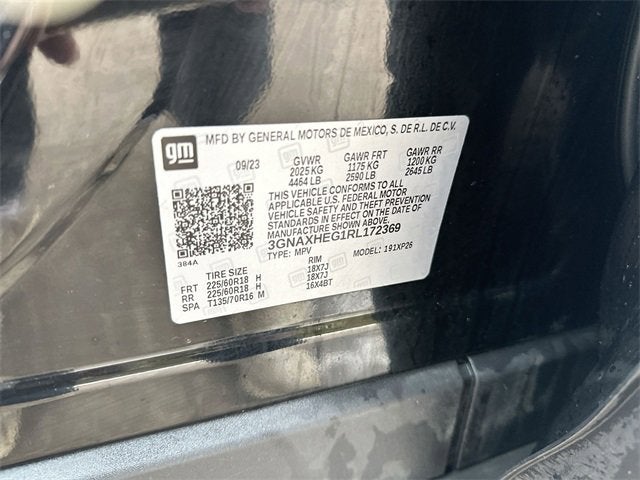 gm
MFD BY GENERAL MOTORS DE MEXICO, S. DE R.L. DE C.V.
09/23 GVWR GAWR FRT GAWR RR
2025 KG 1175 KG 1200 KG
4464 LB 2590 LB 2645 LB
THIS VEHICLE CONFORMS TO ALL
APPLICABLE U.S. FEDERAL MOTOR
VEHICLE SAFETY AND THEFT PREVENTION
STANDARDS IN EFFECT ON THE DATE OF
MANUFACTURE SHOWN ABOVE.
3GNAXHEG1RL172369
TYPE: MPV MODEL: 191XP26
384A
TIRE SIZE RIM
FRT 225/60R18 H 18X7J
RR 225/60R18 H 18X7J
SPA T135/70R16 M 16X4BT